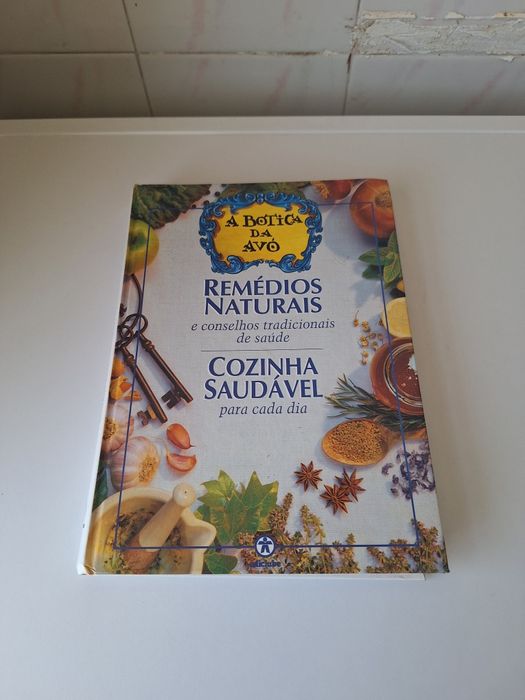 A BOTICA
DA
AVÓ
REMÉDIOS
NATURAIS
e conselhos tradicionais
de saúde
COZINHA
SAUDÁVEL
para cada dia